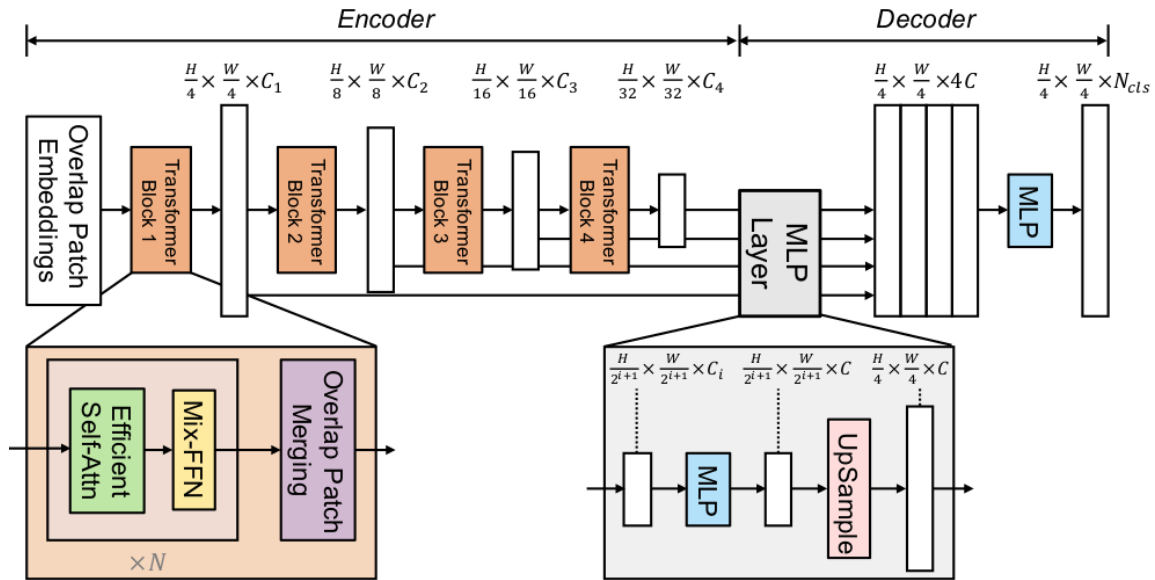 Encoder
Decoder
H/4 × W/4 × C₁
H/8 × W/8 × C₂
H/16 × W/16 × C₃
H/32 × W/32 × C₄
H/4 × W/4 × 4C
H/4 × W/4 × N_cls
Overlap Patch
Embeddings
Transformer
Block 1
Transformer
Block 2
Transformer
Block 3
Transformer
Block 4
MLP
Layer
MLP
Efficient
Self-Attn
Mix-FFN
×N
Overlap Patch
Merging
H/2^{i+1} × W/2^{i+1} × C_i
H/2^{i+1} × W/2^{i+1} × C
H/4 × W/4 × C
MLP
UpSample